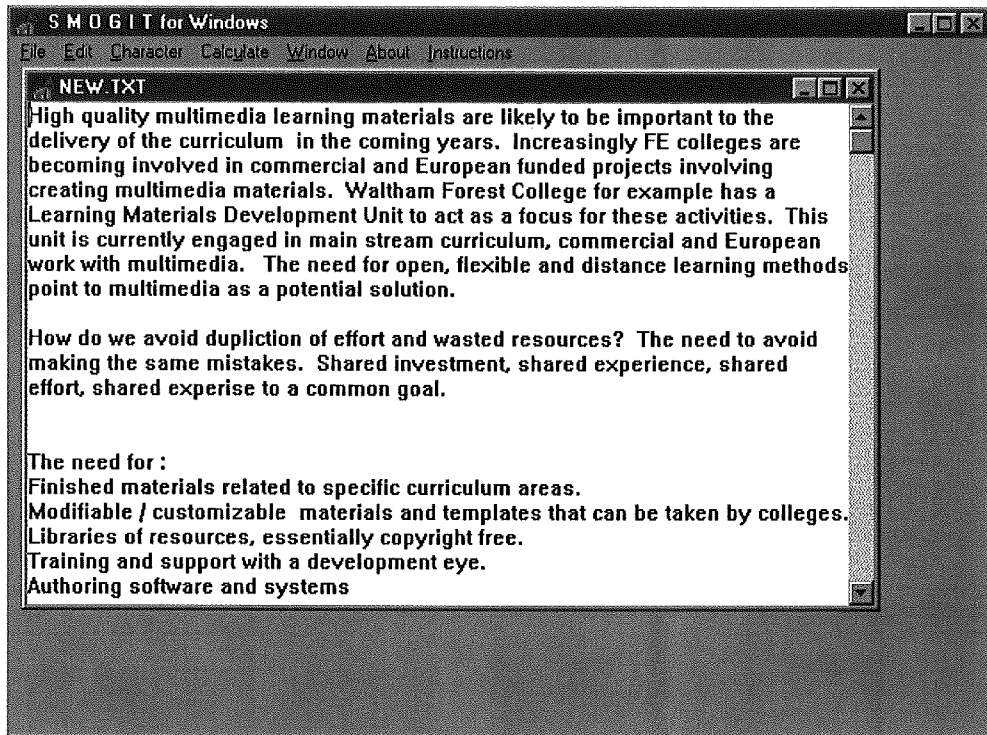 S M O G I T for Windows
File Edit Character Calculate Window About Instructions
NEW.TXT
High quality multimedia learning materials are likely to be important to the
delivery of the curriculum in the coming years. Increasingly FE colleges are
becoming involved in commercial and European funded projects involving
creating multimedia materials. Waltham Forest College for example has a
Learning Materials Development Unit to act as a focus for these activities. This
unit is currently engaged in main stream curriculum, commercial and European
work with multimedia. The need for open, flexible and distance learning methods
point to multimedia as a potential solution.
How do we avoid dupliction of effort and wasted resources? The need to avoid
making the same mistakes. Shared investment, shared experience, shared
effort, shared experise to a common goal.
The need for :
Finished materials related to specific curriculum areas.
Modifiable / customizable materials and templates that can be taken by colleges.
Libraries of resources, essentially copyright free.
Training and support with a development eye.
Authoring software and systems